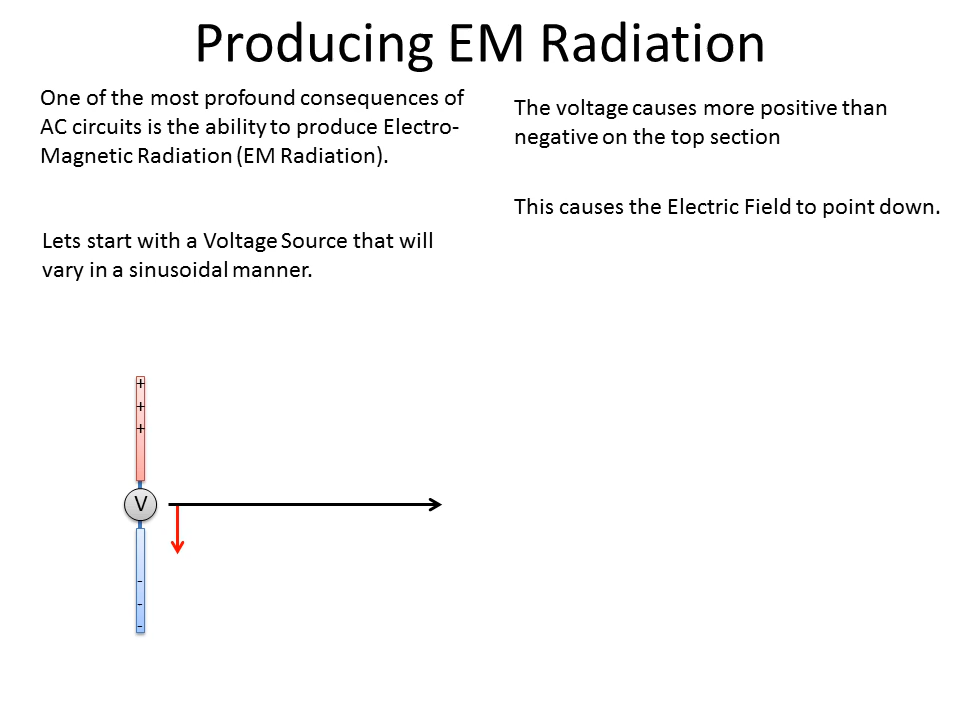 Producing EM Radiation
One of the most profound consequences of
AC circuits is the ability to produce Electro-
Magnetic Radiation (EM Radiation).
Lets start with a Voltage Source that will
vary in a sinusoidal manner.
The voltage causes more positive than
negative on the top section
This causes the Electric Field to point down.
+
+
+
V
-
-
-